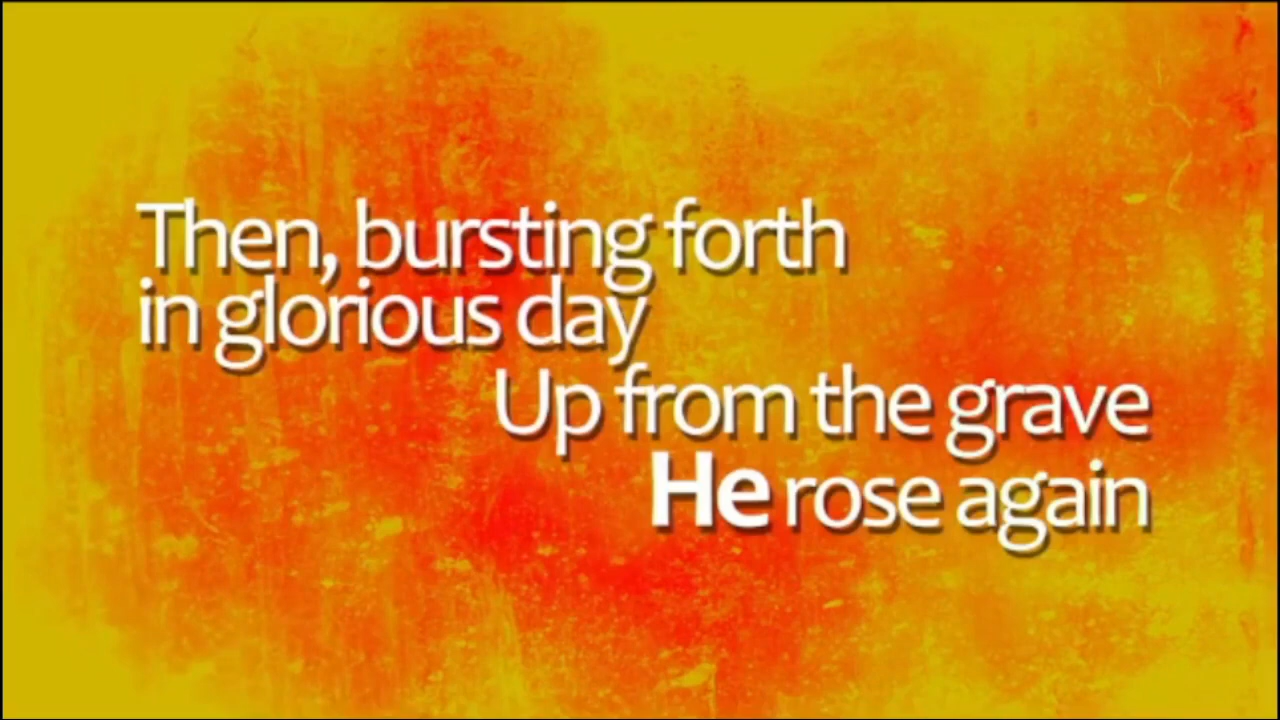 Then, bursting forth
in glorious day
Up from the grave
He rose again